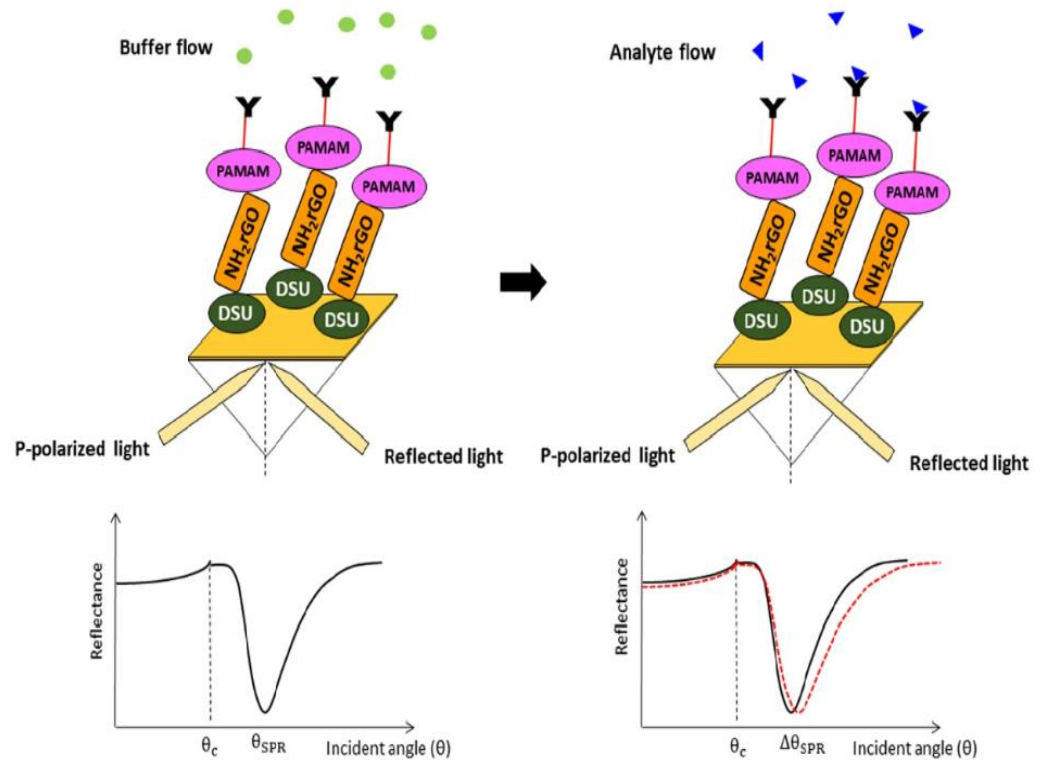 Buffer flow
Y
Y
Y
PAMAM
PAMAM
PAMAM
NH₂rGO
NH₂rGO
NH₂rGO
DSU
DSU
DSU
P-polarized light
Reflected light
Analyte flow
Y
Y
Y
PAMAM
PAMAM
PAMAM
NH₂rGO
NH₂rGO
NH₂rGO
DSU
DSU
DSU
P-polarized light
Reflected light
Reflectance
θc
θSPR
Incident angle (θ)
Reflectance
θc
ΔθSPR
Incident angle (θ)